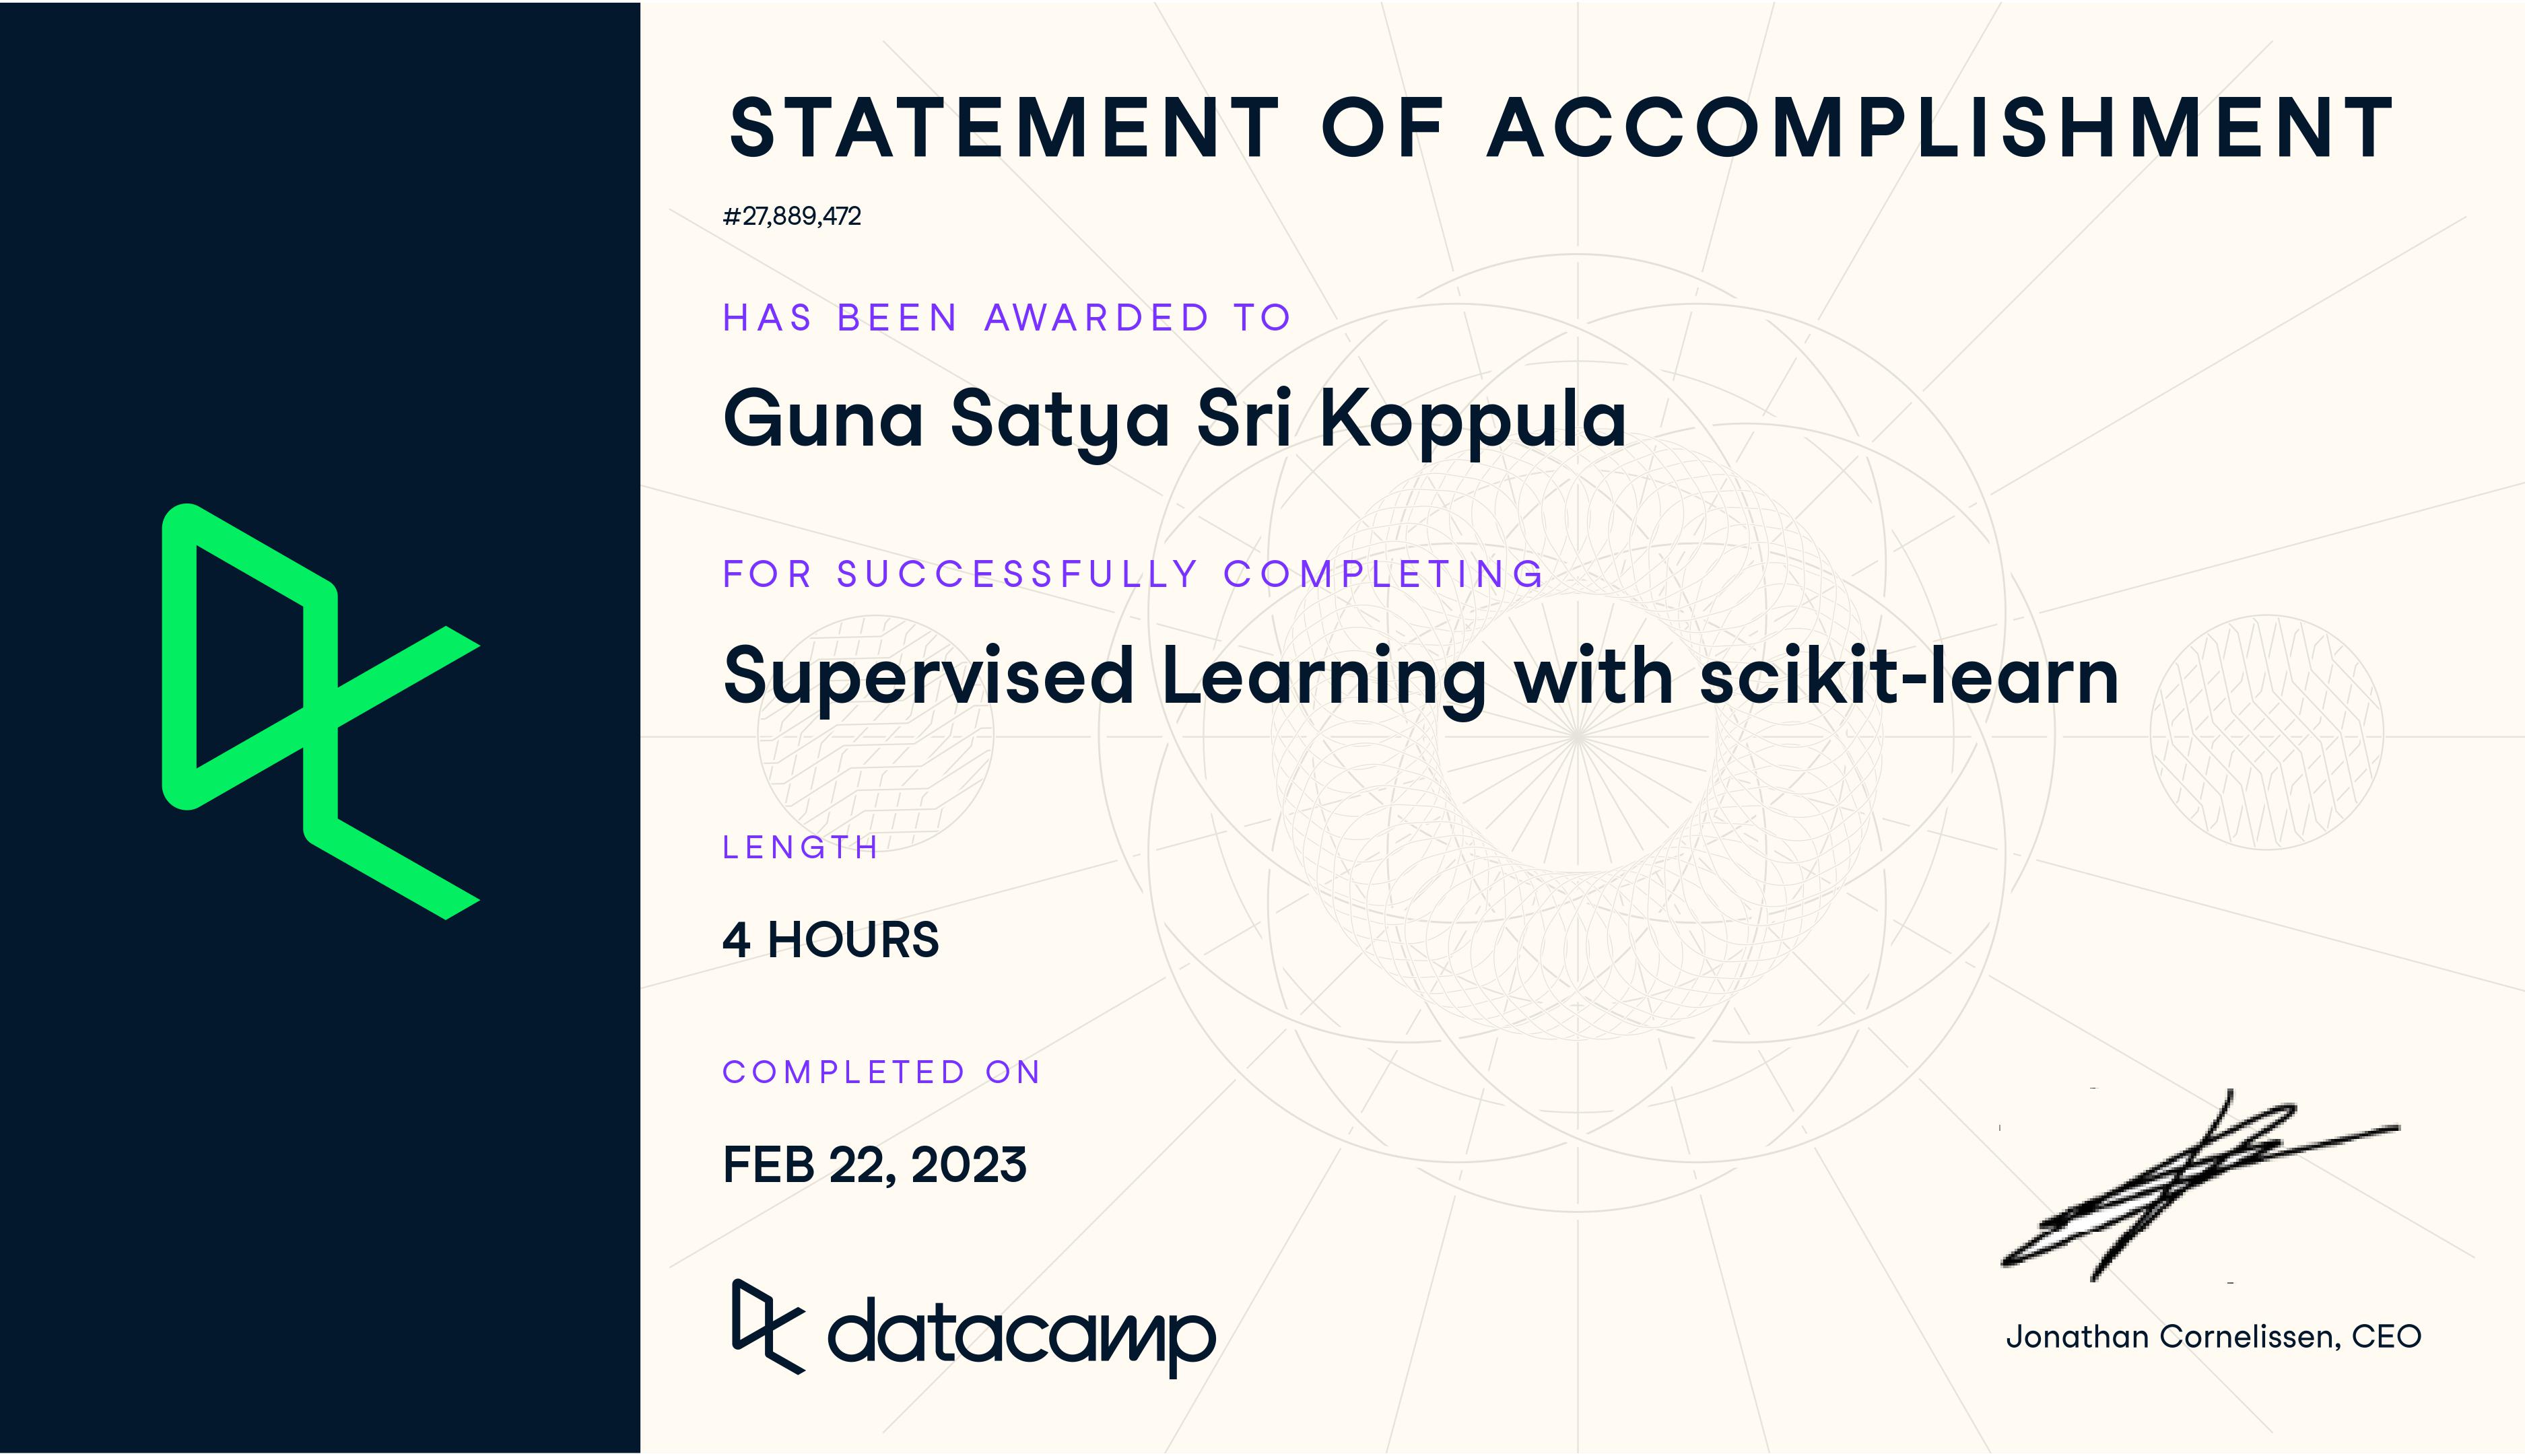 STATEMENT OF ACCOMPLISHMENT
#27,889,472
HAS BEEN AWARDED TO
Guna Satya Sri Koppula
FOR SUCCESSFULLY COMPLETING
Supervised Learning with scikit-learn
LENGTH
4 HOURS
COMPLETED ON
FEB 22, 2023
datacamp
Jonathan Cornelissen, CEO